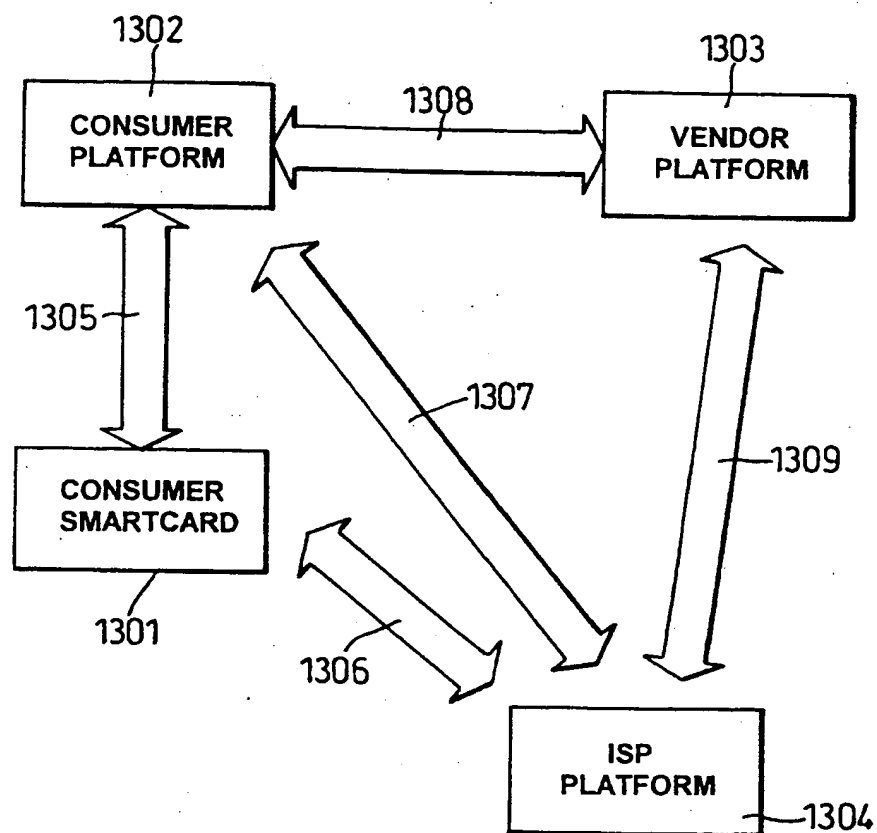 1302
1303
CONSUMER
PLATFORM
1308
VENDOR
PLATFORM
1305
1307
1309
CONSUMER
SMARTCARD
1301
1306
ISP
PLATFORM
1304